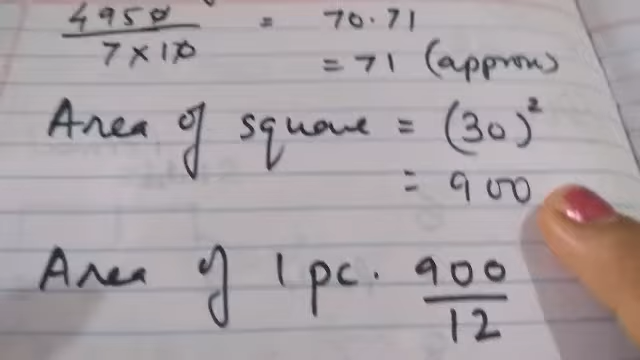 4950 / 7 × 10 = 70.71
= 71 (approx)
Area of square = (30)²
= 900
Area of 1 pc. 900 / 12